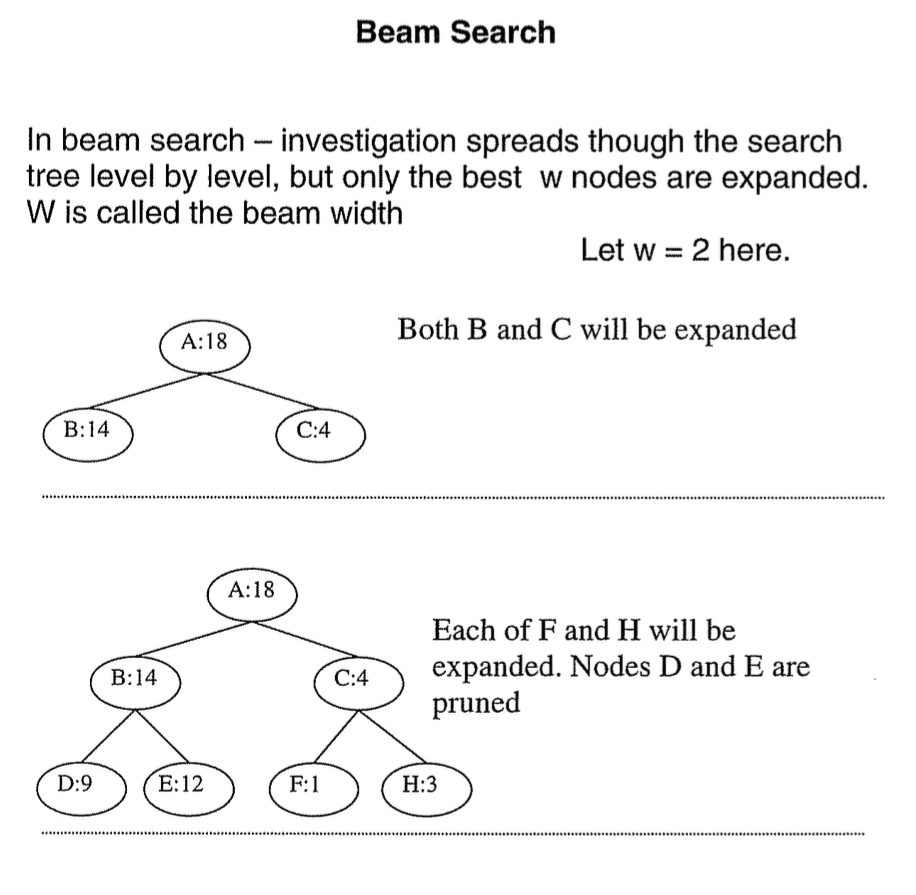 Beam Search
In beam search – investigation spreads though the search
tree level by level, but only the best w nodes are expanded.
W is called the beam width
Let w = 2 here.
Both B and C will be expanded
A:18
B:14
C:4
A:18
Each of F and H will be
expanded. Nodes D and E are
pruned
B:14
C:4
D:9
E:12
F:1
H:3